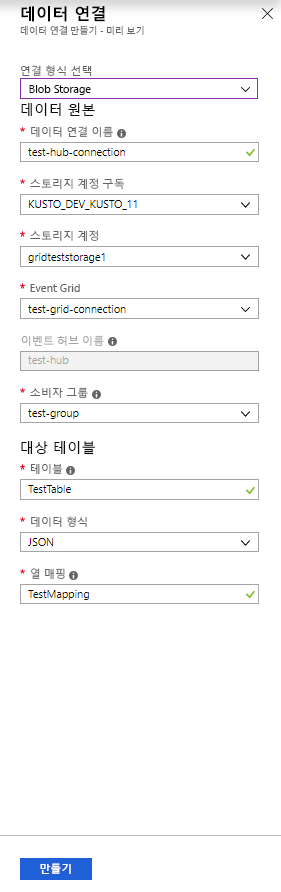 데이터 연결
데이터 연결 만들기 - 미리 보기
연결 형식 선택
Blob Storage
데이터 원본
* 데이터 연결 이름
test-hub-connection
* 스토리지 계정 구독
KUSTO_DEV_KUSTO_11
* 스토리지 계정
gridteststorage1
* Event Grid
test-grid-connection
이벤트 허브 이름
test-hub
* 소비자 그룹
test-group
대상 테이블
* 테이블
TestTable
* 데이터 형식
JSON
* 열 매핑
TestMapping
만들기